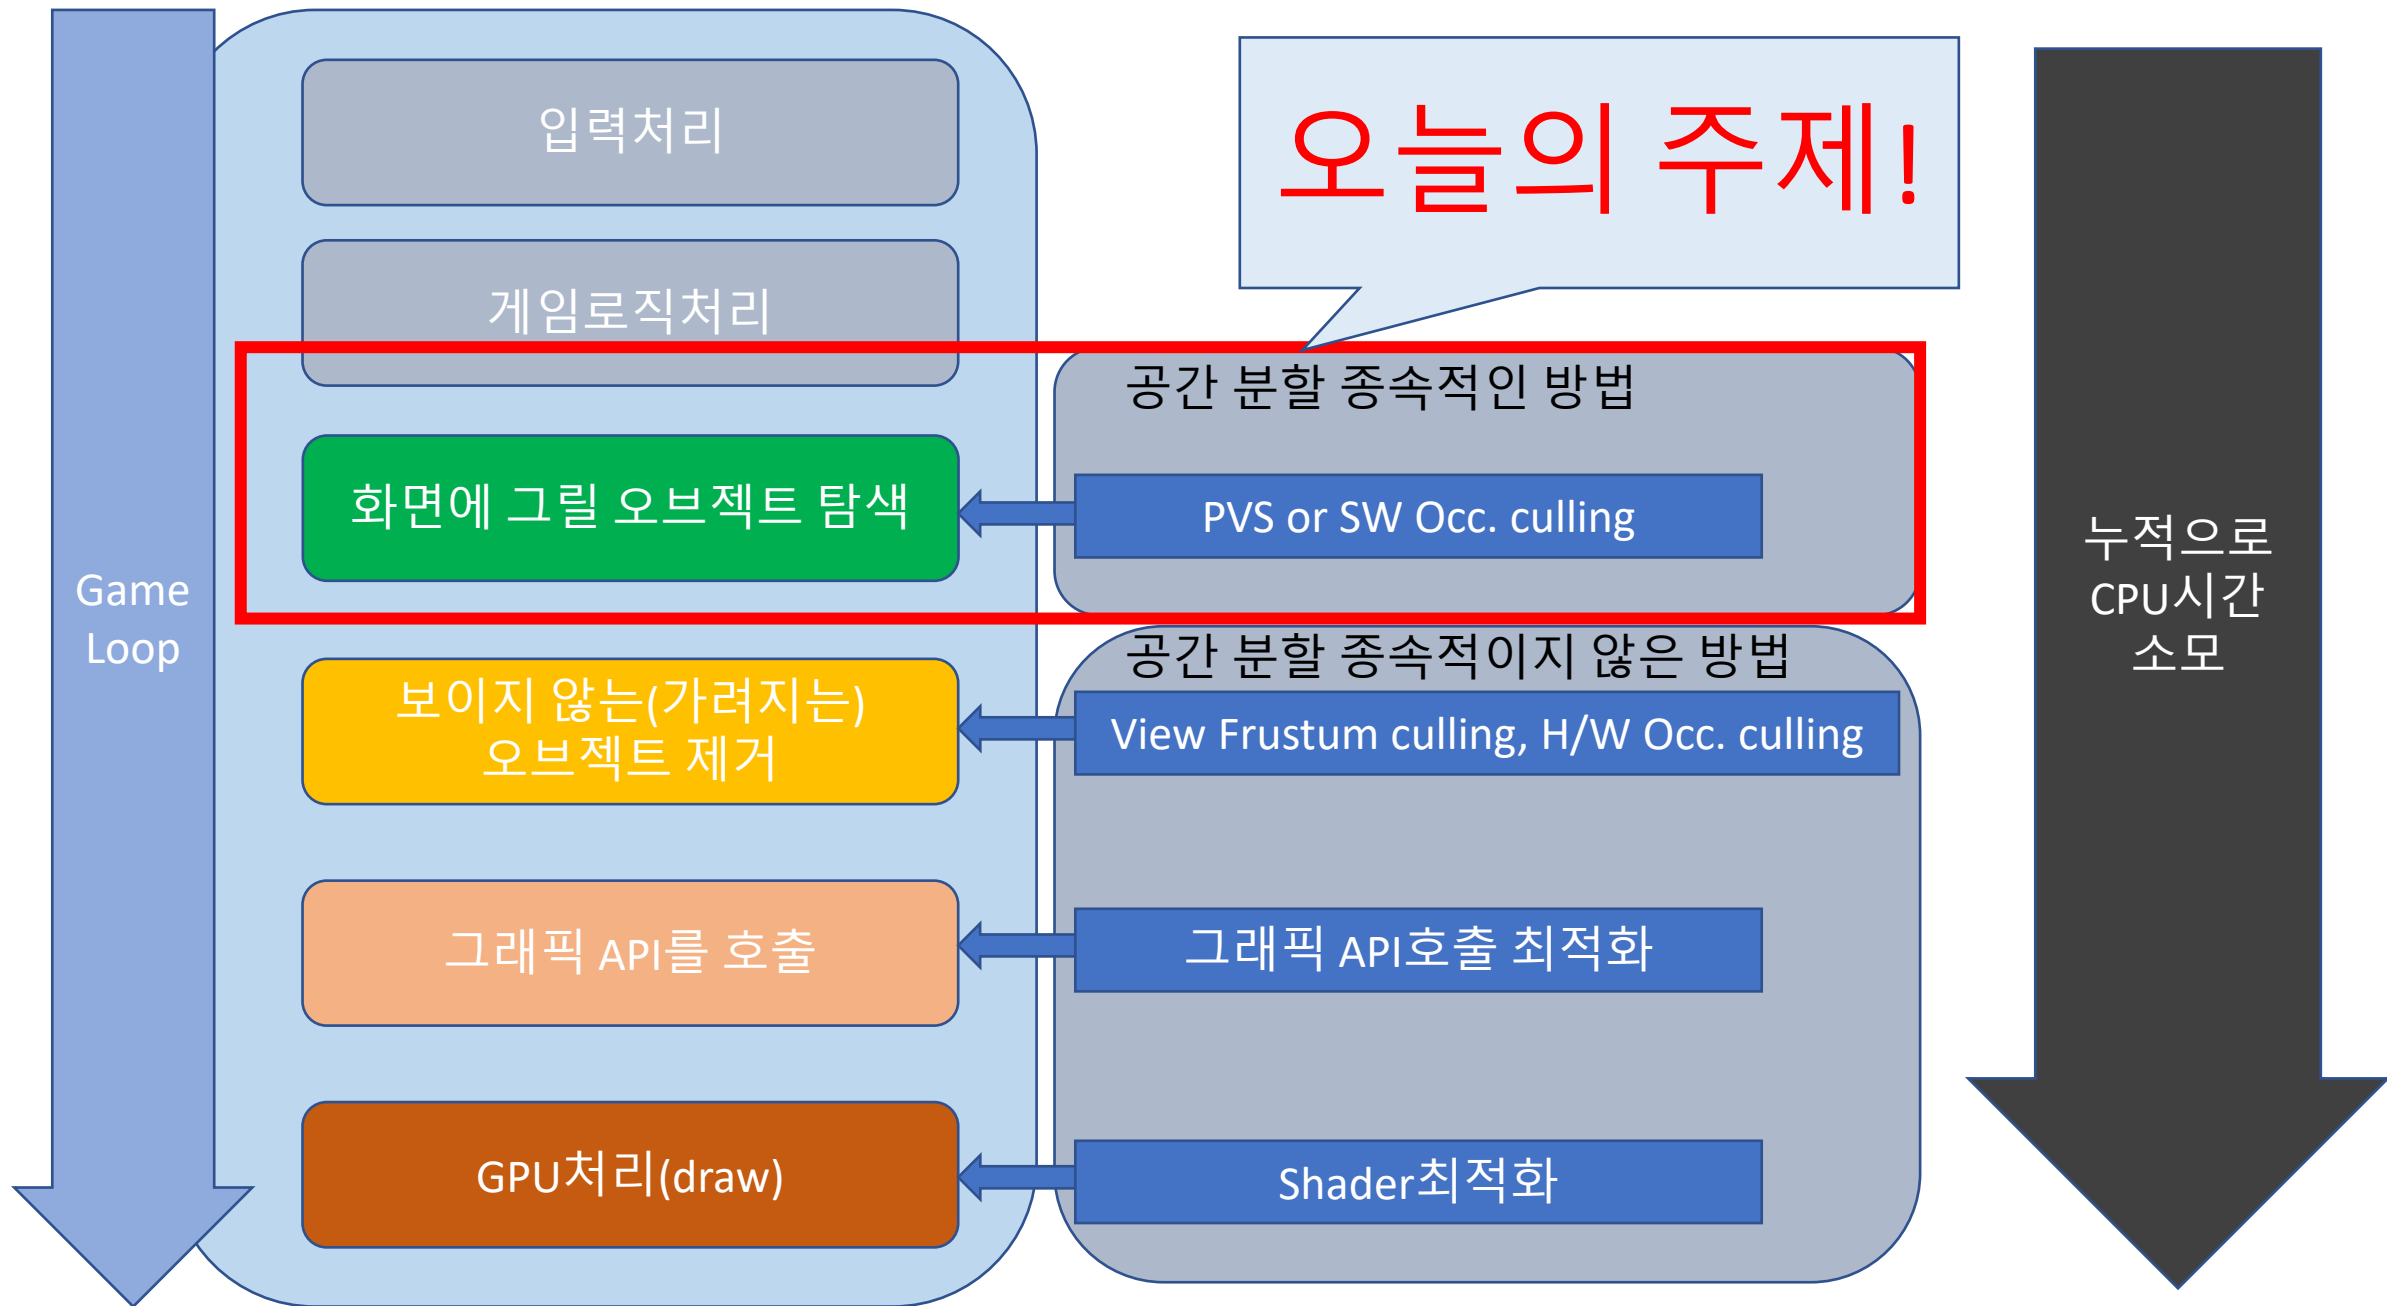 Game
Loop
입력처리
게임로직처리
화면에 그릴 오브젝트 탐색
보이지 않는(가려지는)
오브젝트 제거
그래픽 API를 호출
GPU처리(draw)
오늘의 주제!
공간 분할 종속적인 방법
PVS or SW Occ. culling
공간 분할 종속적이지 않은 방법
View Frustum culling, H/W Occ. culling
그래픽 API호출 최적화
Shader최적화
누적으로
CPU시간
소모